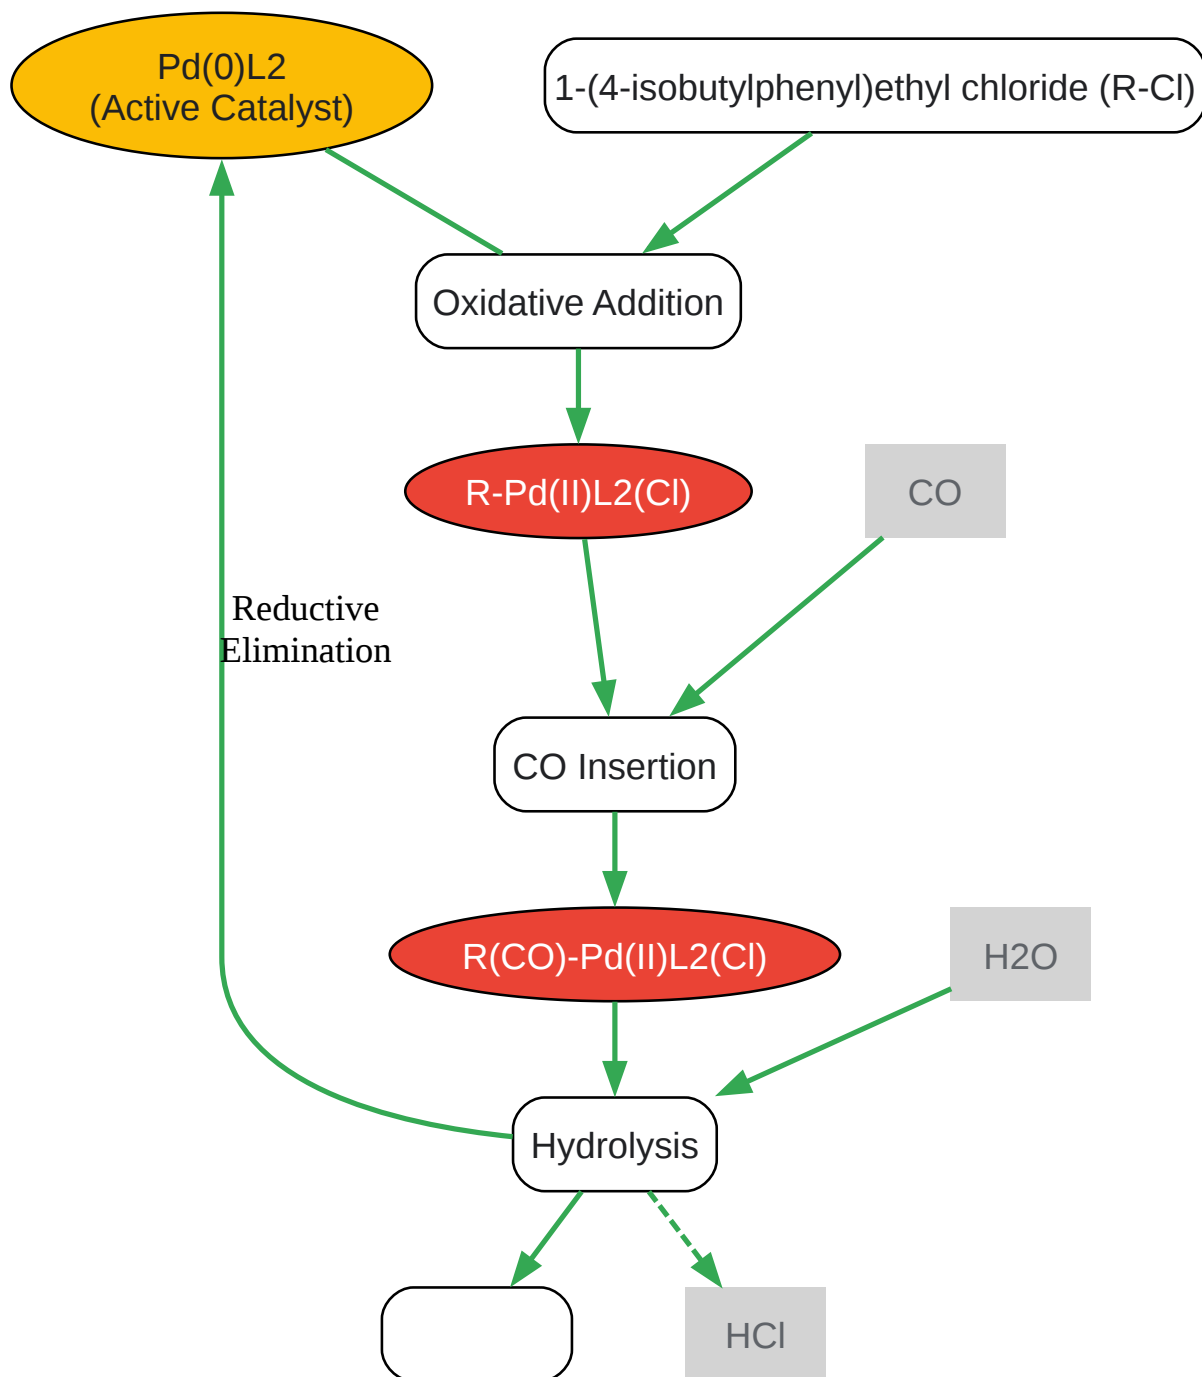 Pd(0)L2
(Active Catalyst)
1-(4-isobutylphenyl)ethyl chloride (R-Cl)
Oxidative Addition
R-Pd(II)L2(Cl)
CO
Reductive
Elimination
CO Insertion
R(CO)-Pd(II)L2(Cl)
H2O
Hydrolysis
HCl